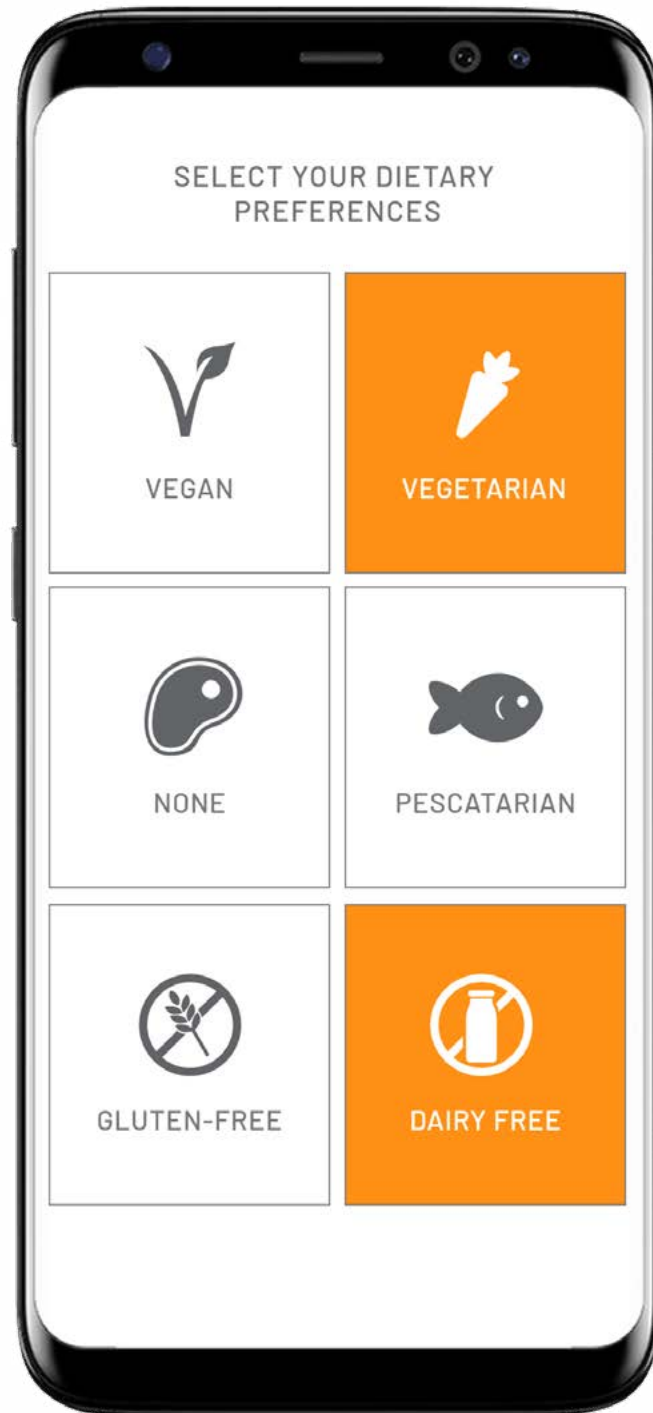 SELECT YOUR DIETARY
PREFERENCES
VEGAN
VEGETARIAN
NONE
PESCATARIAN
GLUTEN-FREE
DAIRY FREE